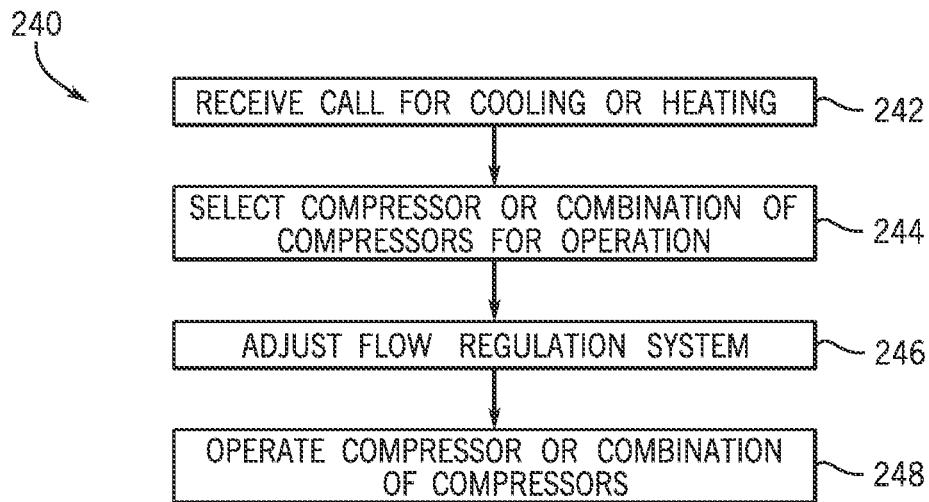 240
RECEIVE CALL FOR COOLING OR HEATING
242
SELECT COMPRESSOR OR COMBINATION OF
COMPRESSORS FOR OPERATION
244
ADJUST FLOW REGULATION SYSTEM
246
OPERATE COMPRESSOR OR COMBINATION
OF COMPRESSORS
248